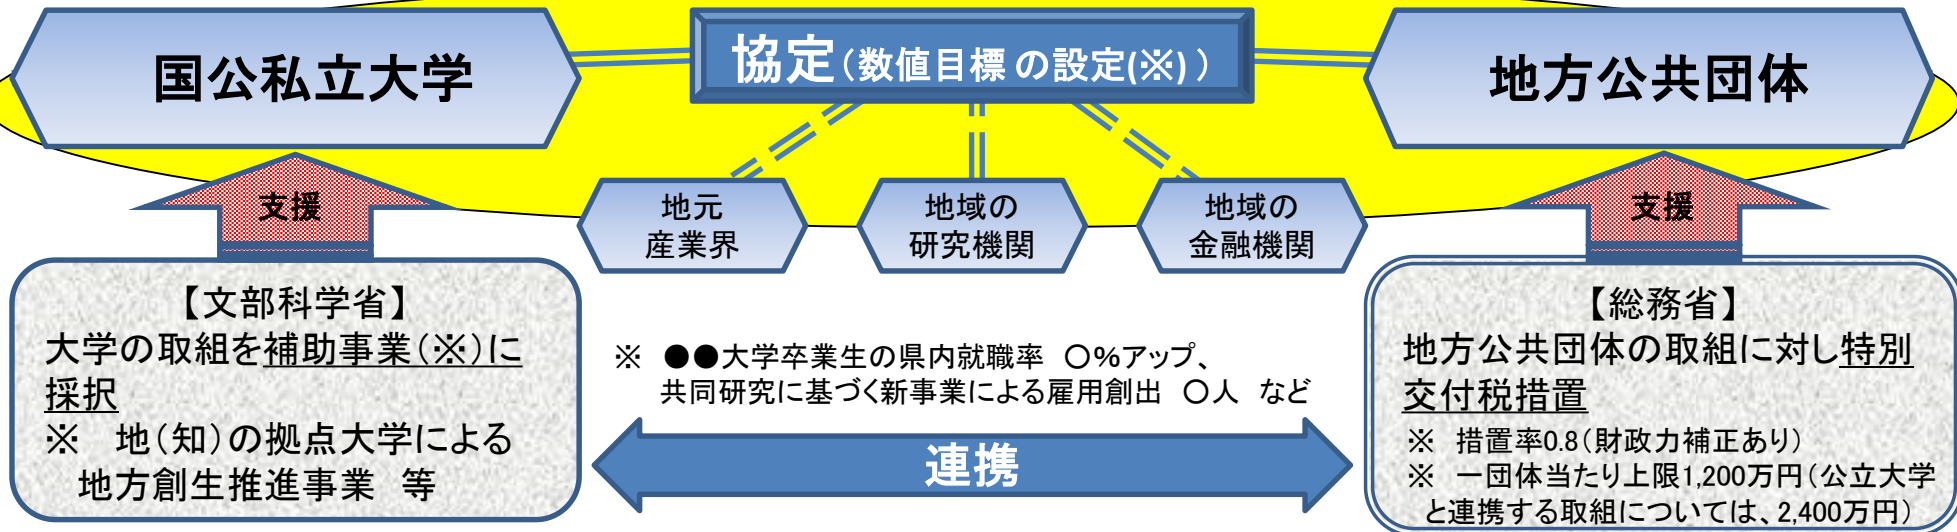 国公私立大学
協定(数値目標 の設定(※) )
地方公共団体
支援
地元
産業界
地域の
研究機関
地域の
金融機関
支援
【文部科学省】
大学の取組を補助事業(※)に
採択
※ 地(知)の拠点大学による
地方創生推進事業 等
※ ●●大学卒業生の県内就職率 ○%アップ、
共同研究に基づく新事業による雇用創出 ○人 など
連携
【総務省】
地方公共団体の取組に対し特別
交付税措置
※ 措置率0.8(財政力補正あり)
※ 一団体当たり上限1,200万円(公立大学
と連携する取組については、2,400万円)